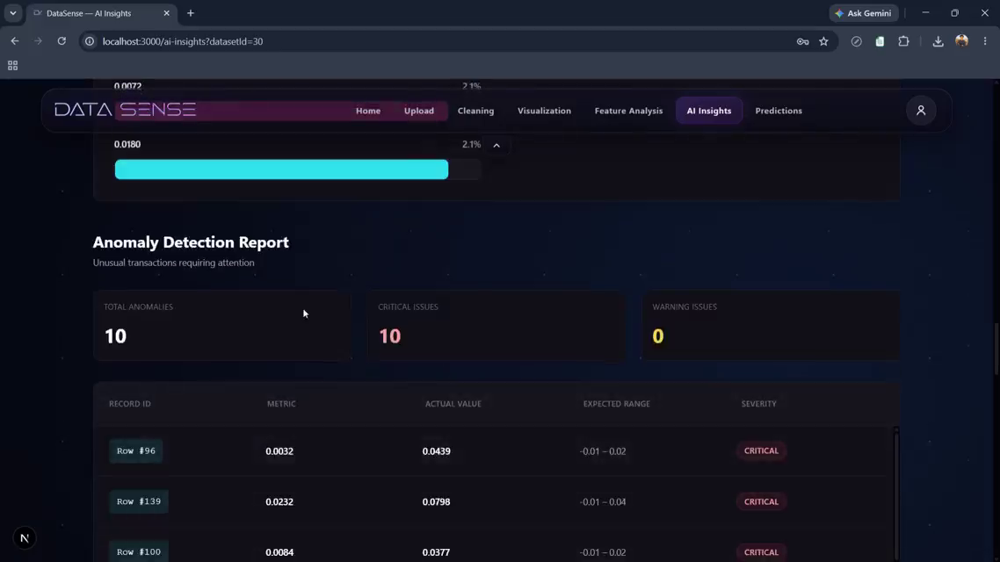 DataSense — AI Insights
Ask Gemini
localhost:3000/ai-insights?datasetId=30
0.0072 2.1%
DATA SENSE
Home Upload Cleaning Visualization Feature Analysis AI Insights Predictions
0.0180 2.1%
Anomaly Detection Report
Unusual transactions requiring attention
TOTAL ANOMALIES CRITICAL ISSUES WARNING ISSUES
10 10 0
RECORD ID METRIC ACTUAL VALUE EXPECTED RANGE SEVERITY
Row #96 0.0032 0.0439 -0.01 – 0.02 CRITICAL
Row #139 0.0232 0.0798 -0.01 – 0.04 CRITICAL
Row #100 0.0084 0.0377 -0.01 – 0.02 CRITICAL
N